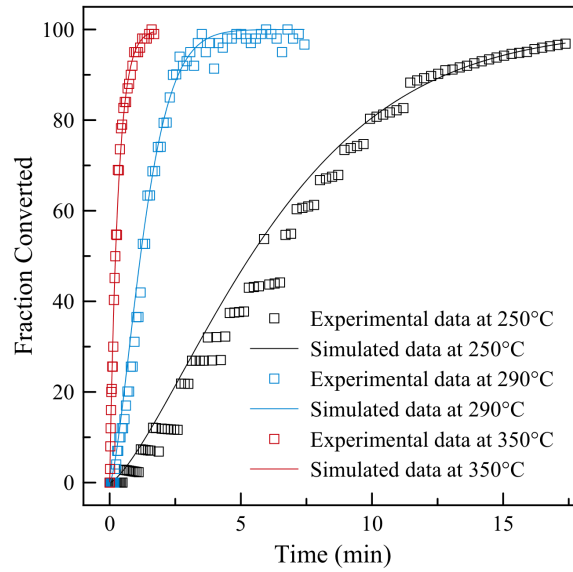 100
80
60
40
20
0
Fraction Converted
Experimental data at 250°C
Simulated data at 250°C
Experimental data at 290°C
Simulated data at 290°C
Experimental data at 350°C
Simulated data at 350°C
0 5 10 15
Time (min)